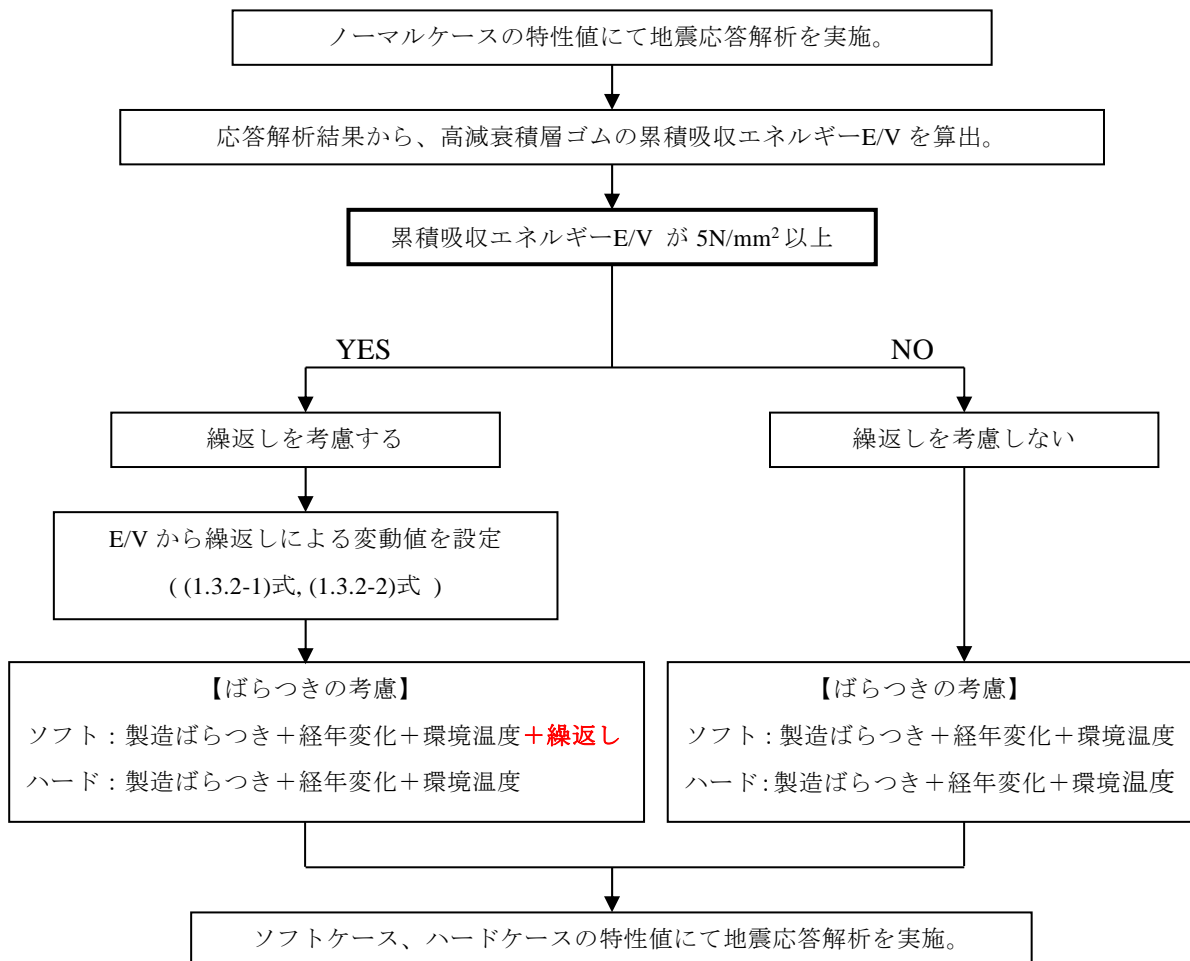 ノーマルケースの特性値にて地震応答解析を実施。
応答解析結果から、高減衰積層ゴムの累積吸収エネルギーE/V を算出。
累積吸収エネルギーE/V が 5N/mm² 以上
YES
NO
繰返しを考慮する
繰返しを考慮しない
E/V から繰返しによる変動値を設定
( (1.3.2-1)式, (1.3.2-2)式 )
【ばらつきの考慮】
ソフト：製造ばらつき＋経年変化＋環境温度＋繰返し
ハード：製造ばらつき＋経年変化＋環境温度
【ばらつきの考慮】
ソフト：製造ばらつき＋経年変化＋環境温度
ハード：製造ばらつき＋経年変化＋環境温度
ソフトケース、ハードケースの特性値にて地震応答解析を実施。